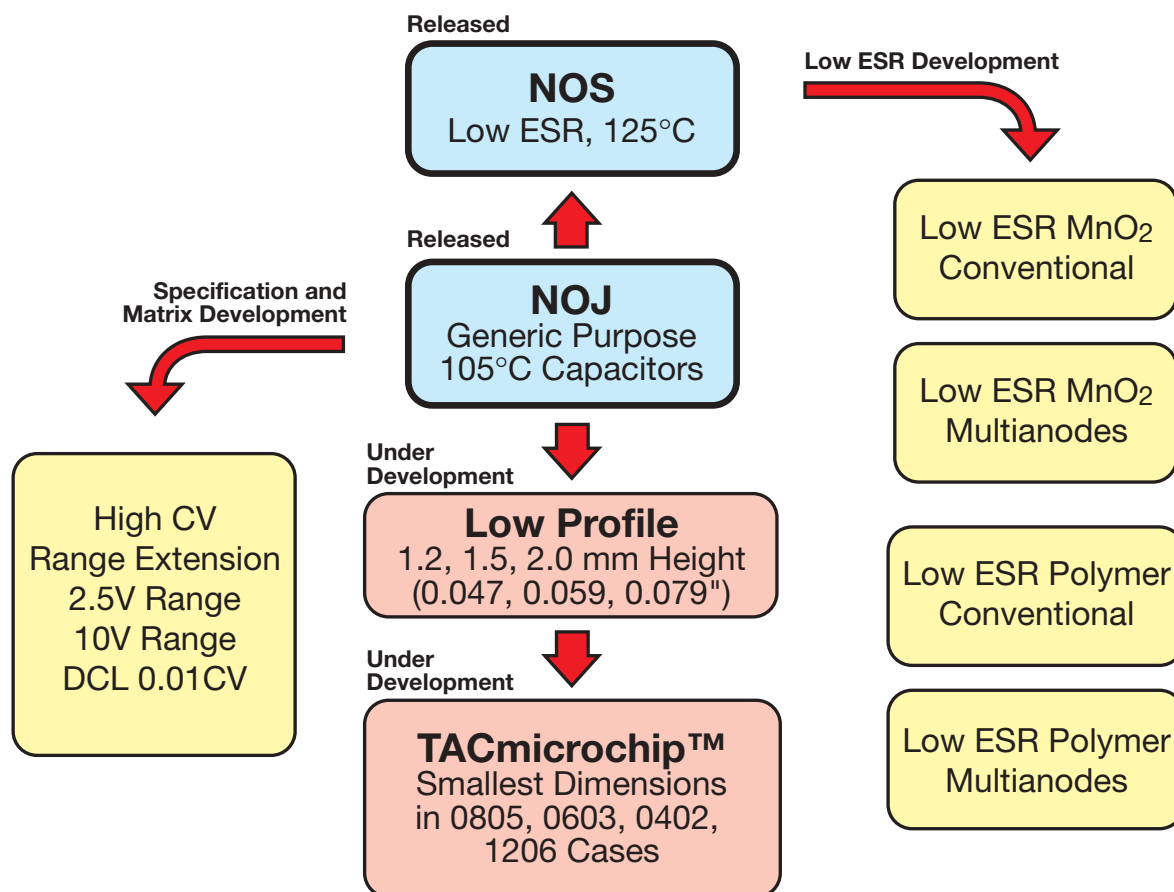 Released
NOS
Low ESR, 125°C
Low ESR Development
Low ESR MnO2
Conventional
Low ESR MnO2
Multianodes
Low ESR Polymer
Conventional
Low ESR Polymer
Multianodes
Released
NOJ
Generic Purpose
105°C Capacitors
Specification and
Matrix Development
High CV
Range Extension
2.5V Range
10V Range
DCL 0.01CV
Under
Development
Low Profile
1.2, 1.5, 2.0 mm Height
(0.047, 0.059, 0.079")
Under
Development
TACmicrochip™
Smallest Dimensions
in 0805, 0603, 0402,
1206 Cases